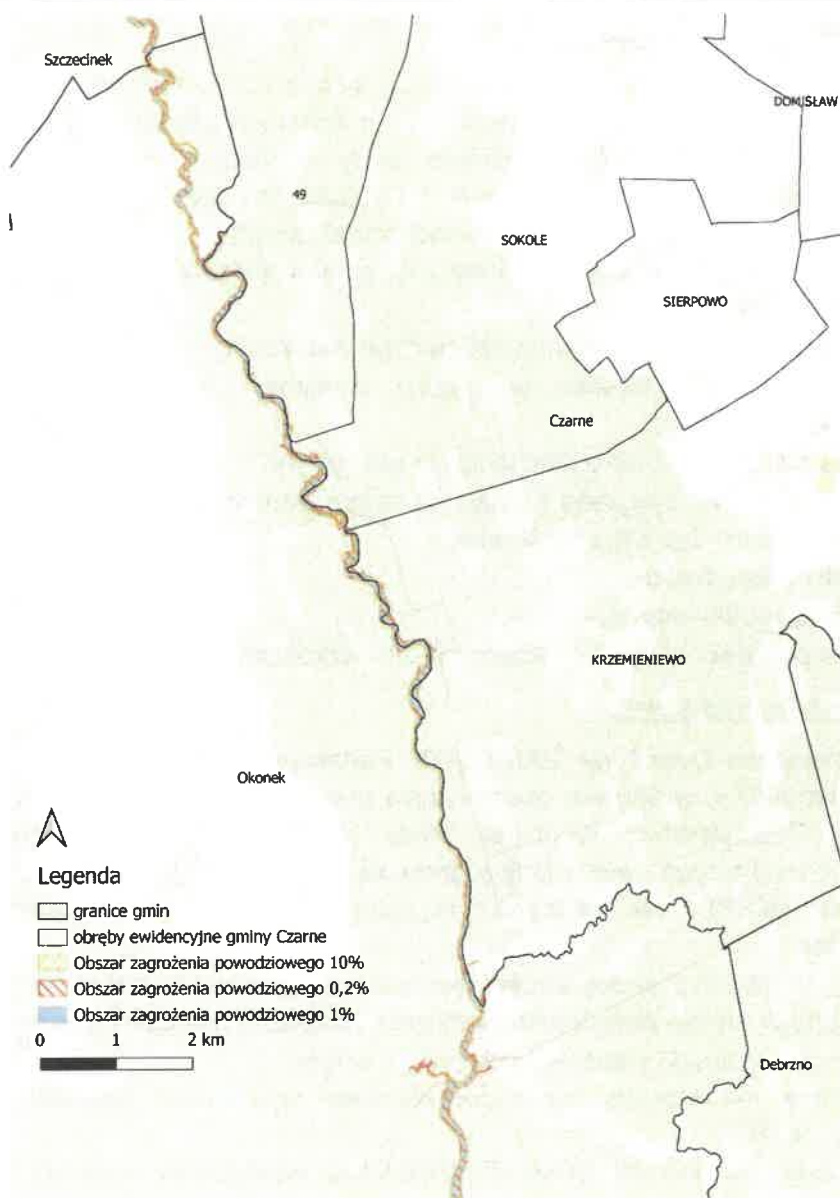 Szczecinek
DOMISŁAW
49
SOKOLE
SIERPOWO
Czarne
KRZEMIENIEWO
Okonek
Legenda
granice gmin
obręby ewidencyjne gminy Czarne
Obszar zagrożenia powodziowego 10%
Obszar zagrożenia powodziowego 0,2%
Obszar zagrożenia powodziowego 1%
0 1 2 km
Debrzno